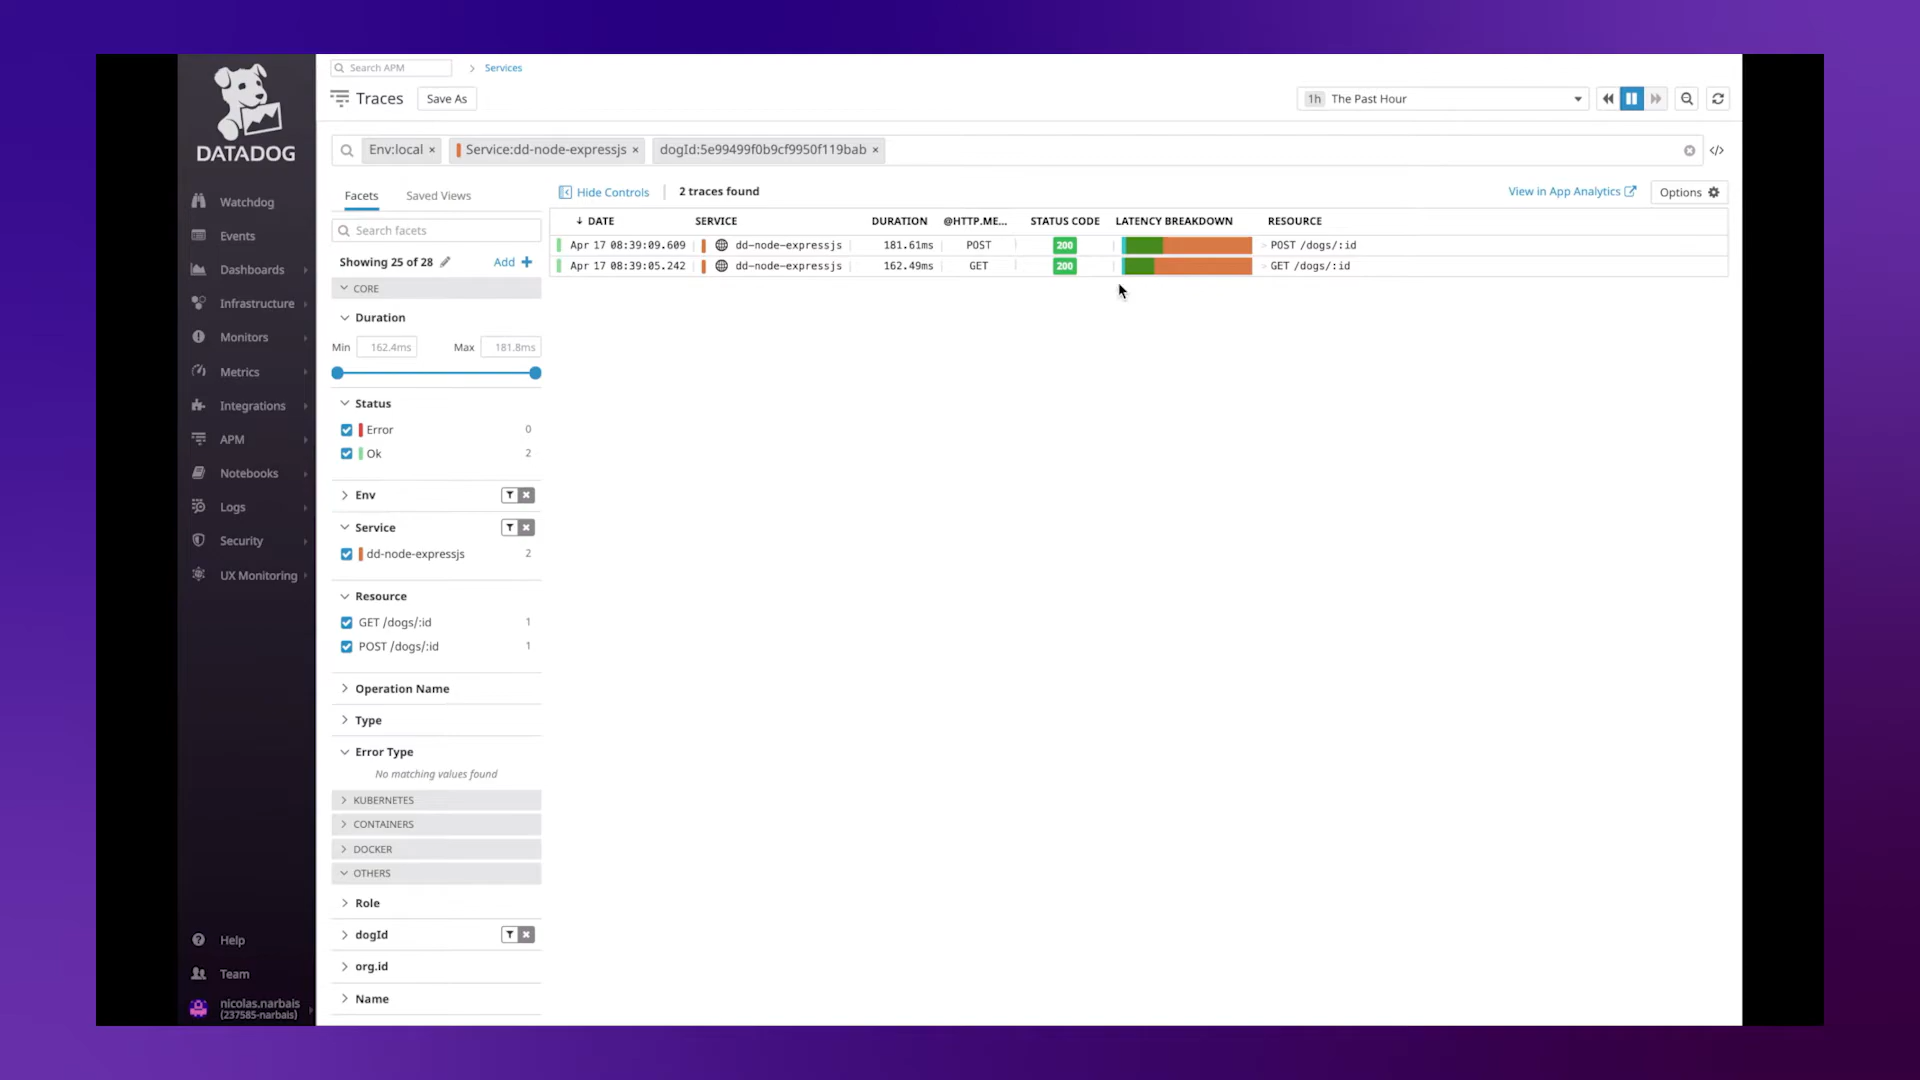 DATADOG
Watchdog
Events
Dashboards
Infrastructure
Monitors
Metrics
Integrations
APM
Notebooks
Logs
Security
UX Monitoring
Help
Team
nicolas.narbais
(237585-narbais)
Search APM > Services
Traces Save As
1h The Past Hour
Env:local × Service:dd-node-expressjs × dogId:5e99499f0b9cf9950f119bab ×
</>
Facets Saved Views
Search facets
Showing 25 of 28 Add +
CORE
Duration
Min 162.4ms Max 181.8ms
Status
Error 0
Ok 2
Env
Service
dd-node-expressjs 2
Resource
GET /dogs/:id 1
POST /dogs/:id 1
Operation Name
Type
Error Type
No matching values found
KUBERNETES
CONTAINERS
DOCKER
OTHERS
Role
dogId
org.id
Name
Hide Controls 2 traces found
View in App Analytics Options
↓ DATE SERVICE DURATION @HTTP.ME... STATUS CODE LATENCY BREAKDOWN RESOURCE
Apr 17 08:39:09.609 dd-node-expressjs 181.61ms POST 200 POST /dogs/:id
Apr 17 08:39:05.242 dd-node-expressjs 162.49ms GET 200 GET /dogs/:id